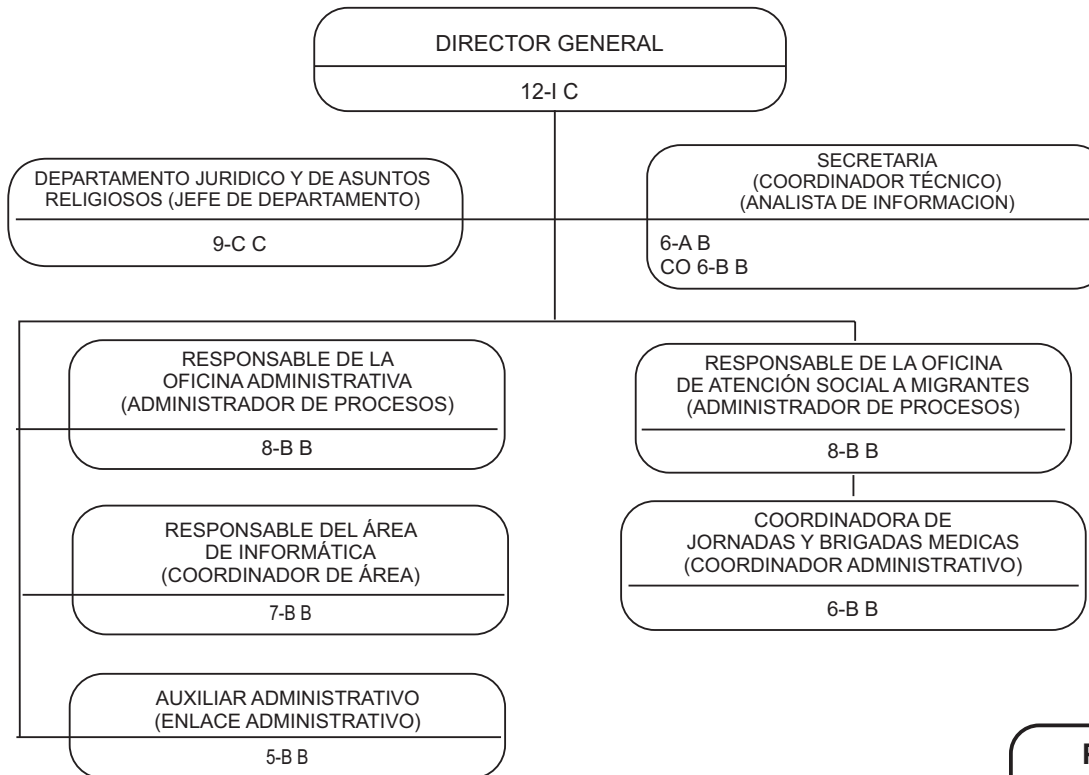 DIRECTOR GENERAL
12-I C
DEPARTAMENTO JURIDICO Y DE ASUNTOS
RELIGIOSOS (JEFE DE DEPARTAMENTO)
9-C C
SECRETARIA
(COORDINADOR TÉCNICO)
(ANALISTA DE INFORMACION)
6-A B
CO 6-B B
RESPONSABLE DE LA
OFICINA ADMINISTRATIVA
(ADMINISTRADOR DE PROCESOS)
8-B B
RESPONSABLE DEL ÁREA
DE INFORMÁTICA
(COORDINADOR DE ÁREA)
7-B B
AUXILIAR ADMINISTRATIVO
(ENLACE ADMINISTRATIVO)
5-B B
RESPONSABLE DE LA OFICINA
DE ATENCIÓN SOCIAL A MIGRANTES
(ADMINISTRADOR DE PROCESOS)
8-B B
COORDINADORA DE
JORNADAS Y BRIGADAS MEDICAS
(COORDINADOR ADMINISTRATIVO)
6-B B